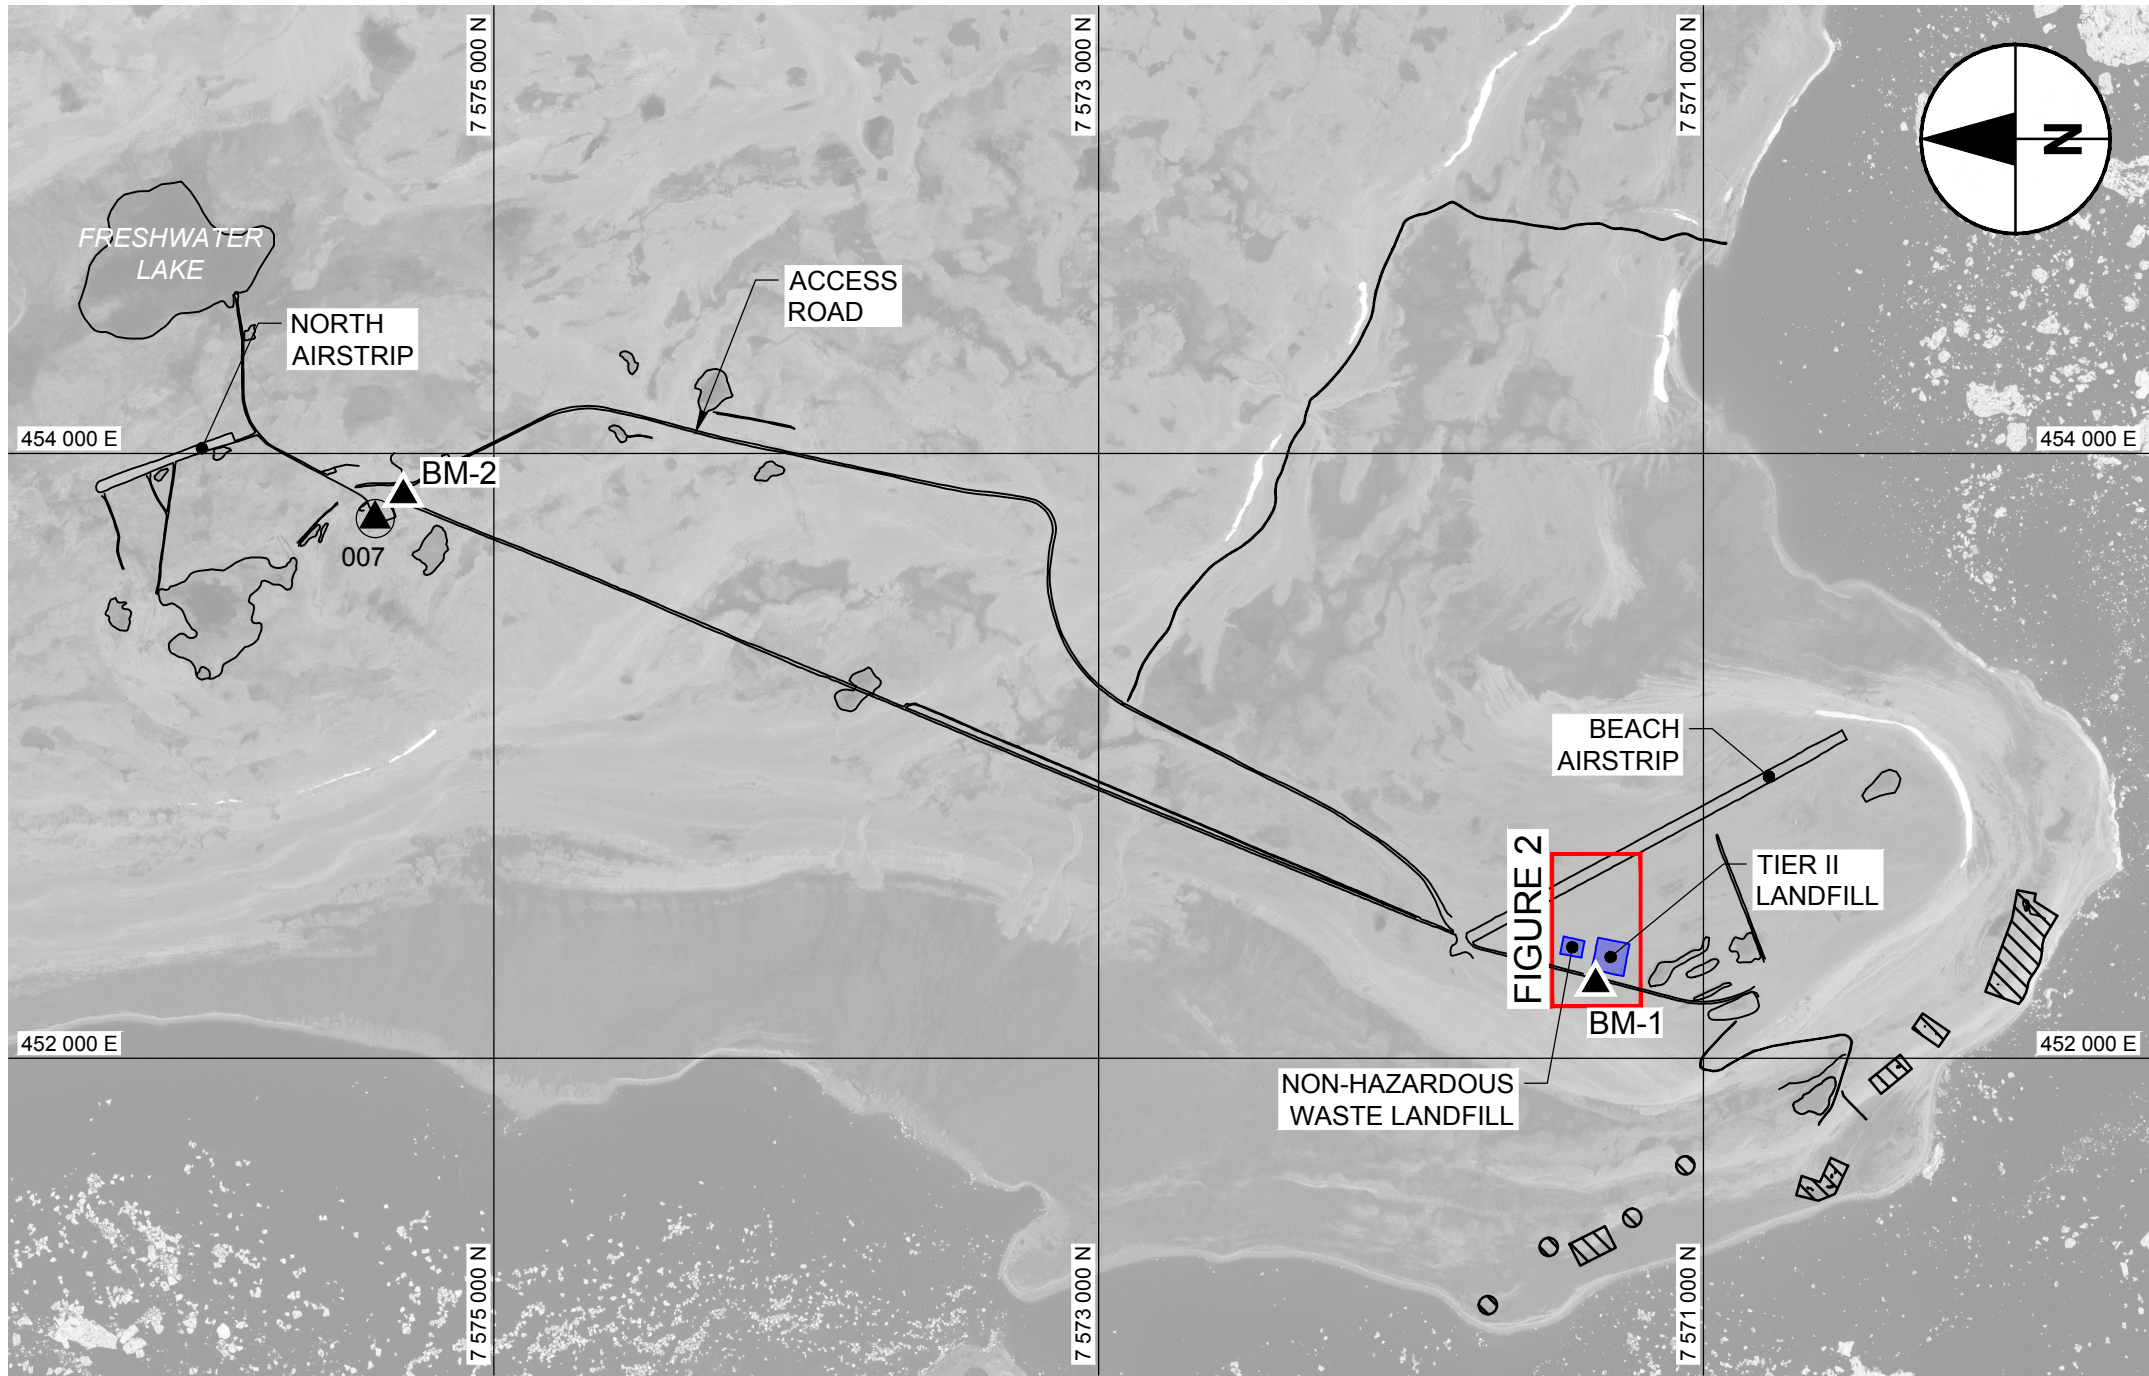 7 575 000 N
7 573 000 N
7 571 000 N
N
FRESHWATER
LAKE
ACCESS
ROAD
NORTH
AIRSTRIP
454 000 E
454 000 E
BM-2
007
BEACH
AIRSTRIP
FIGURE 2
TIER II
LANDFILL
BM-1
452 000 E
452 000 E
NON-HAZARDOUS
WASTE LANDFILL
7 575 000 N
7 573 000 N
7 571 000 N